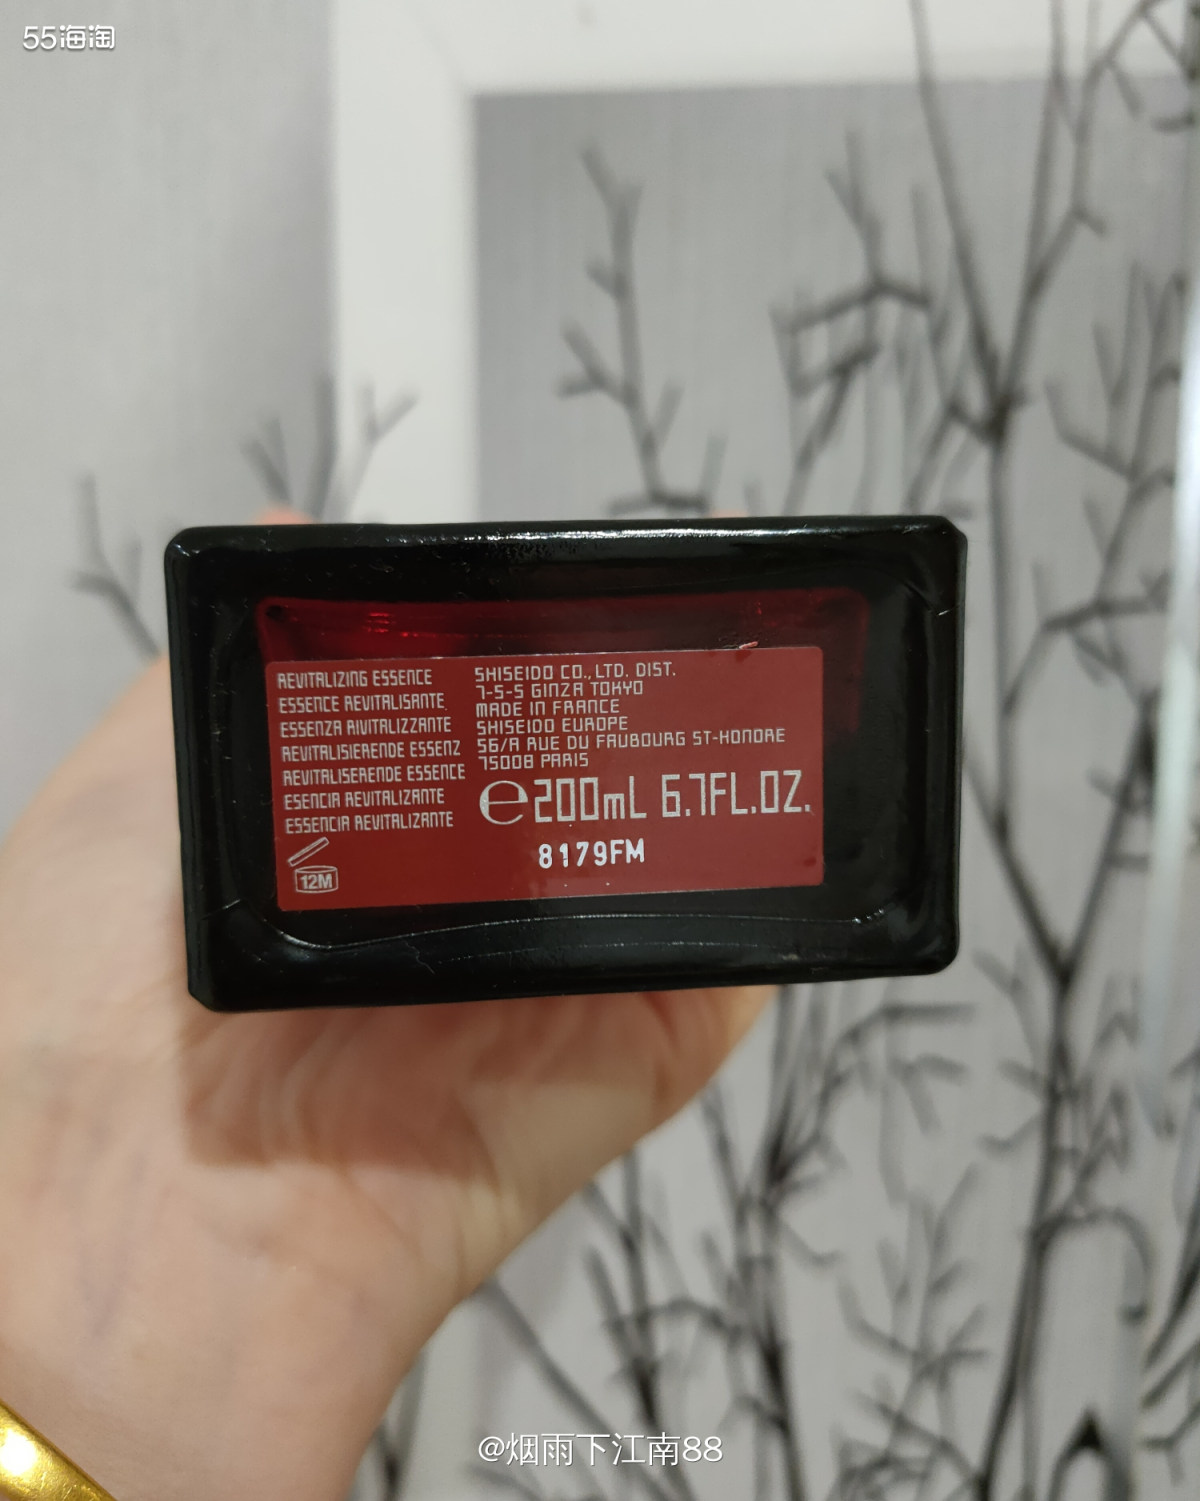 55海淘
REVITALIZING ESSENCE
ESSENCE REVITALISANTE
ESSENZA RIVITALIZZANTE
REVITALISIERENDE ESSENZ
REVITALISERENDE ESSENCE
ESENCIA REVITALIZANTE
ESSENCIA REVITALIZANTE
12M
SHISEIDO CO., LTD. DIST.
7-5-5 GINZA TOKYO
MADE IN FRANCE
SHISEIDO EUROPE
56/A RUE DU FAUBOURG ST-HONORE
75008 PARIS
℮200mL 6.7FL.OZ.
8179FM
@烟雨下江南88